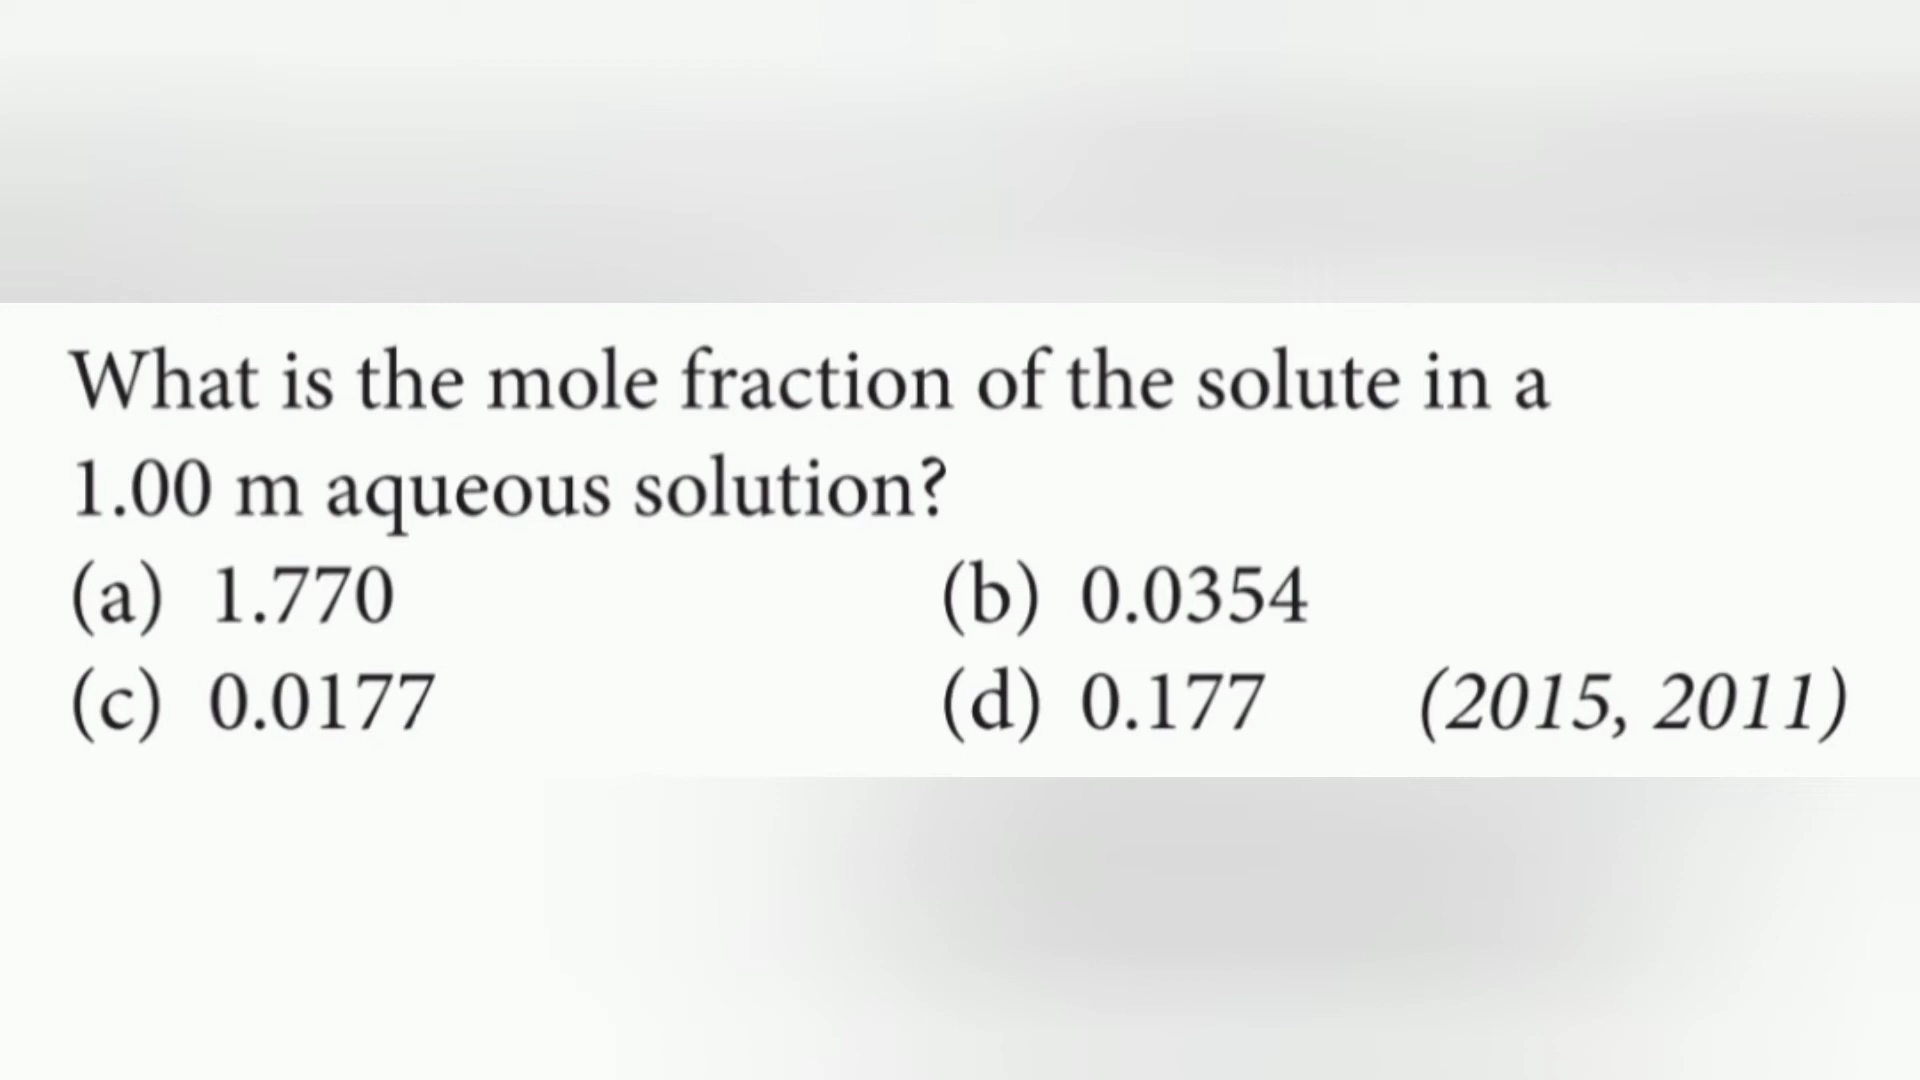 What is the mole fraction of the solute in a
1.00 m aqueous solution?
(a) 1.770 (b) 0.0354
(c) 0.0177 (d) 0.177 (2015, 2011)